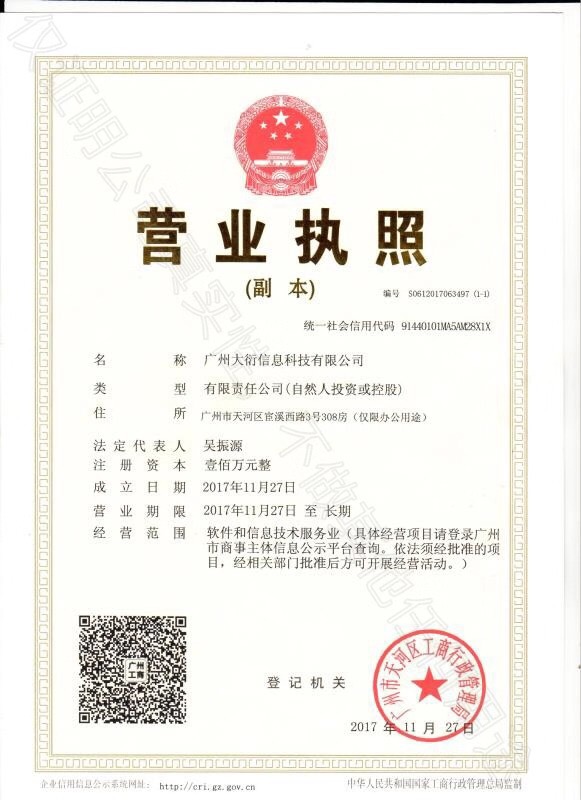 营业执照
(副 本)
编号 S0612017063497 (1-1)
统一社会信用代码 91440101MA5AM28X1X
名 称 广州大衍信息科技有限公司
类 型 有限责任公司(自然人投资或控股)
住 所 广州市天河区宦溪西路3号308房（仅限办公用途）
法定代表人 吴振源
注册资本 壹佰万元整
成立日期 2017年11月27日
营业期限 2017年11月27日 至 长期
经营范围 软件和信息技术服务业（具体经营项目请登录广州
市商事主体信息公示平台查询。依法须经批准的项
目，经相关部门批准后方可开展经营活动。）
广州
工商
登记机关
广州市天河区工商行政管理局
2017 年 11 月 27 日
企业信用信息公示系统网址： http://cri.gz.gov.cn
中华人民共和国国家工商行政管理总局监制
仅证明公司真实性，不做其他任何用途